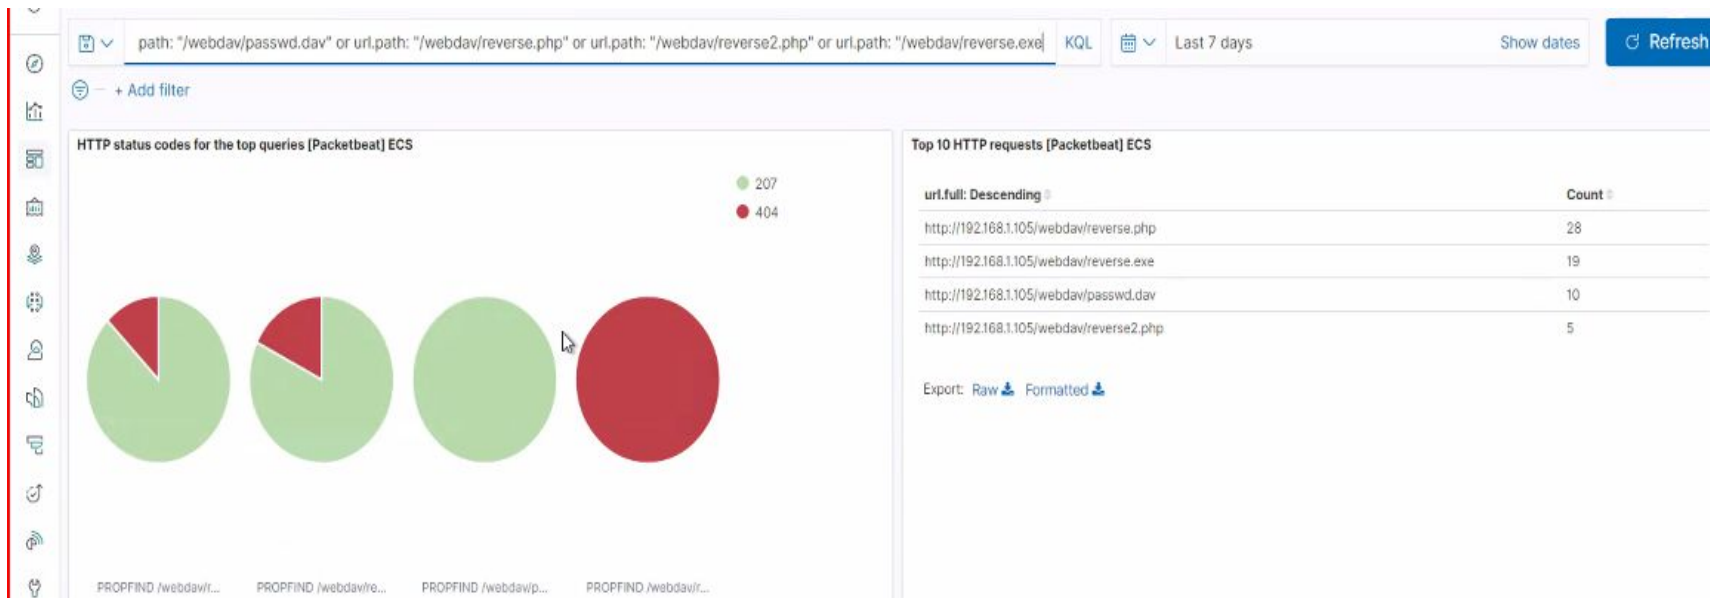 path: "/webdav/passwd.dav" or url.path: "/webdav/reverse.php" or url.path: "/webdav/reverse2.php" or url.path: "/webdav/reverse.exe KQL Last 7 days Show dates Refresh
+ Add filter
HTTP status codes for the top queries [Packetbeat] ECS
207
404
PROPFIND /webdav/r... PROPFIND /webdav/re... PROPFIND /webdav/p... PROPFIND /webdav/r...
Top 10 HTTP requests [Packetbeat] ECS
url.full: Descending Count
http://192.168.1.105/webdav/reverse.php 28
http://192.168.1.105/webdav/reverse.exe 19
http://192.168.1.105/webdav/passwd.dav 10
http://192.168.1.105/webdav/reverse2.php 5
Export: Raw Formatted